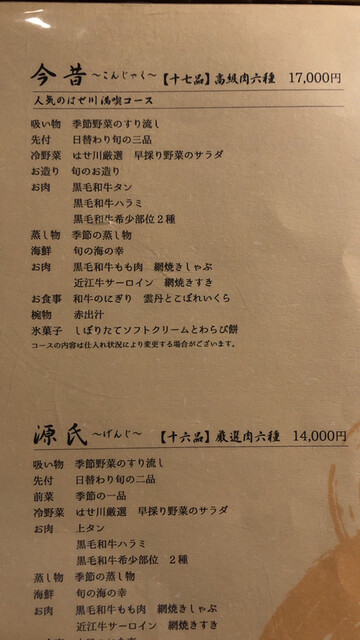 今昔 ～こんじゃく～ 【十七品】高級肉六種 17,000円
人気のはせ川満喫コース
吸い物 季節野菜のすり流し
先付 日替わり旬の三品
冷野菜 はせ川厳選 早採り野菜のサラダ
お造り 旬のお造り
お肉 黒毛和牛タン
黒毛和牛ハラミ
黒毛和牛希少部位２種
蒸し物 季節の蒸し物
海鮮 旬の海の幸
お肉 黒毛和牛もも肉 網焼きしゃぶ
近江牛サーロイン 網焼きすき
お食事 和牛のにぎり 雲丹とこぼれいくら
椀物 赤出汁
氷菓子 しぼりたてソフトクリームとわらび餅
コースの内容は仕入れ状況により変更する場合がございます。
源氏 ～げんじ～ 【十六品】厳選肉六種 14,000円
吸い物 季節野菜のすり流し
先付 日替わり旬の二品
前菜 季節の一品
冷野菜 はせ川厳選 早採り野菜のサラダ
お肉 上タン
黒毛和牛ハラミ
黒毛和牛希少部位 ２種
蒸し物 季節の蒸し物
海鮮 旬の海の幸
お肉 黒毛和牛もも肉 網焼きしゃぶ
近江牛サーロイン 網焼きすき